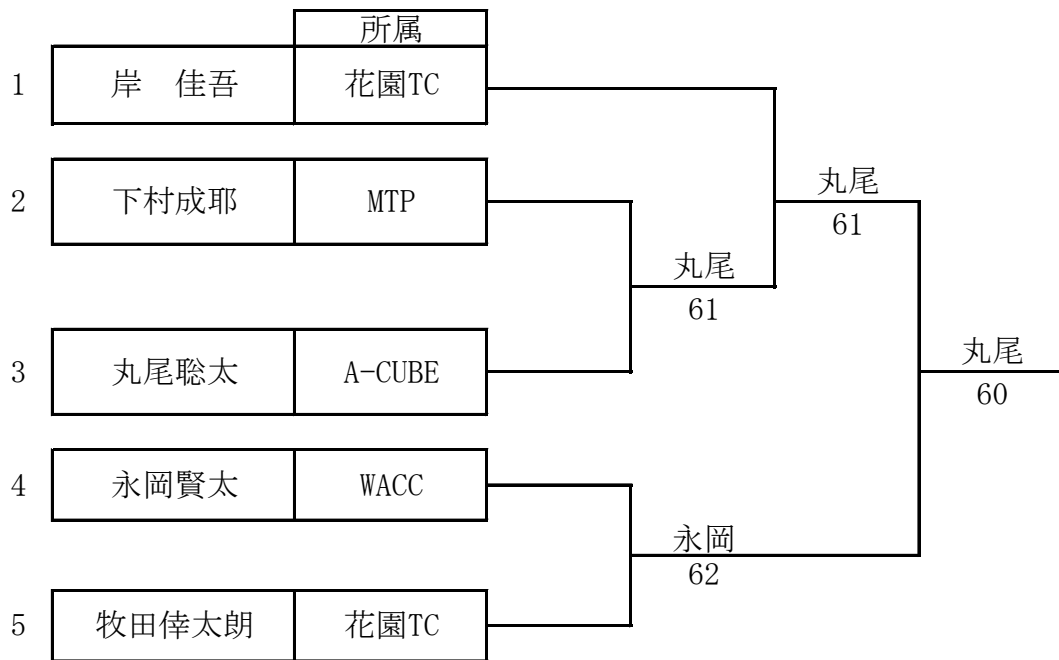 所属
1 岸　佳吾 花園TC
丸尾
2 下村成耶 MTP
61
丸尾
61
丸尾
3 丸尾聡太 A-CUBE
60
4 永岡賢太 WACC
永岡
62
5 牧田倖太朗 花園TC